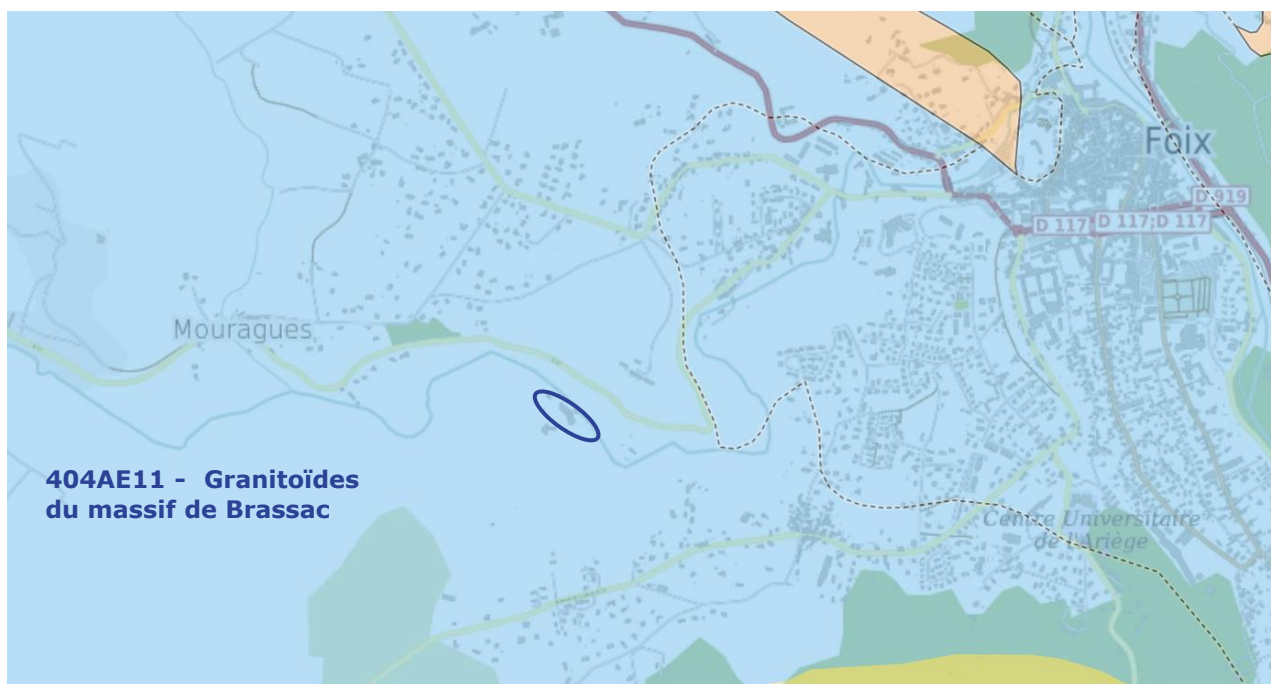 Foix
D 919
D 117
D 117;D 117
Mouragues
404AE11 - Granitoïdes
du massif de Brassac
Centre Universitaire
de l'Ariège